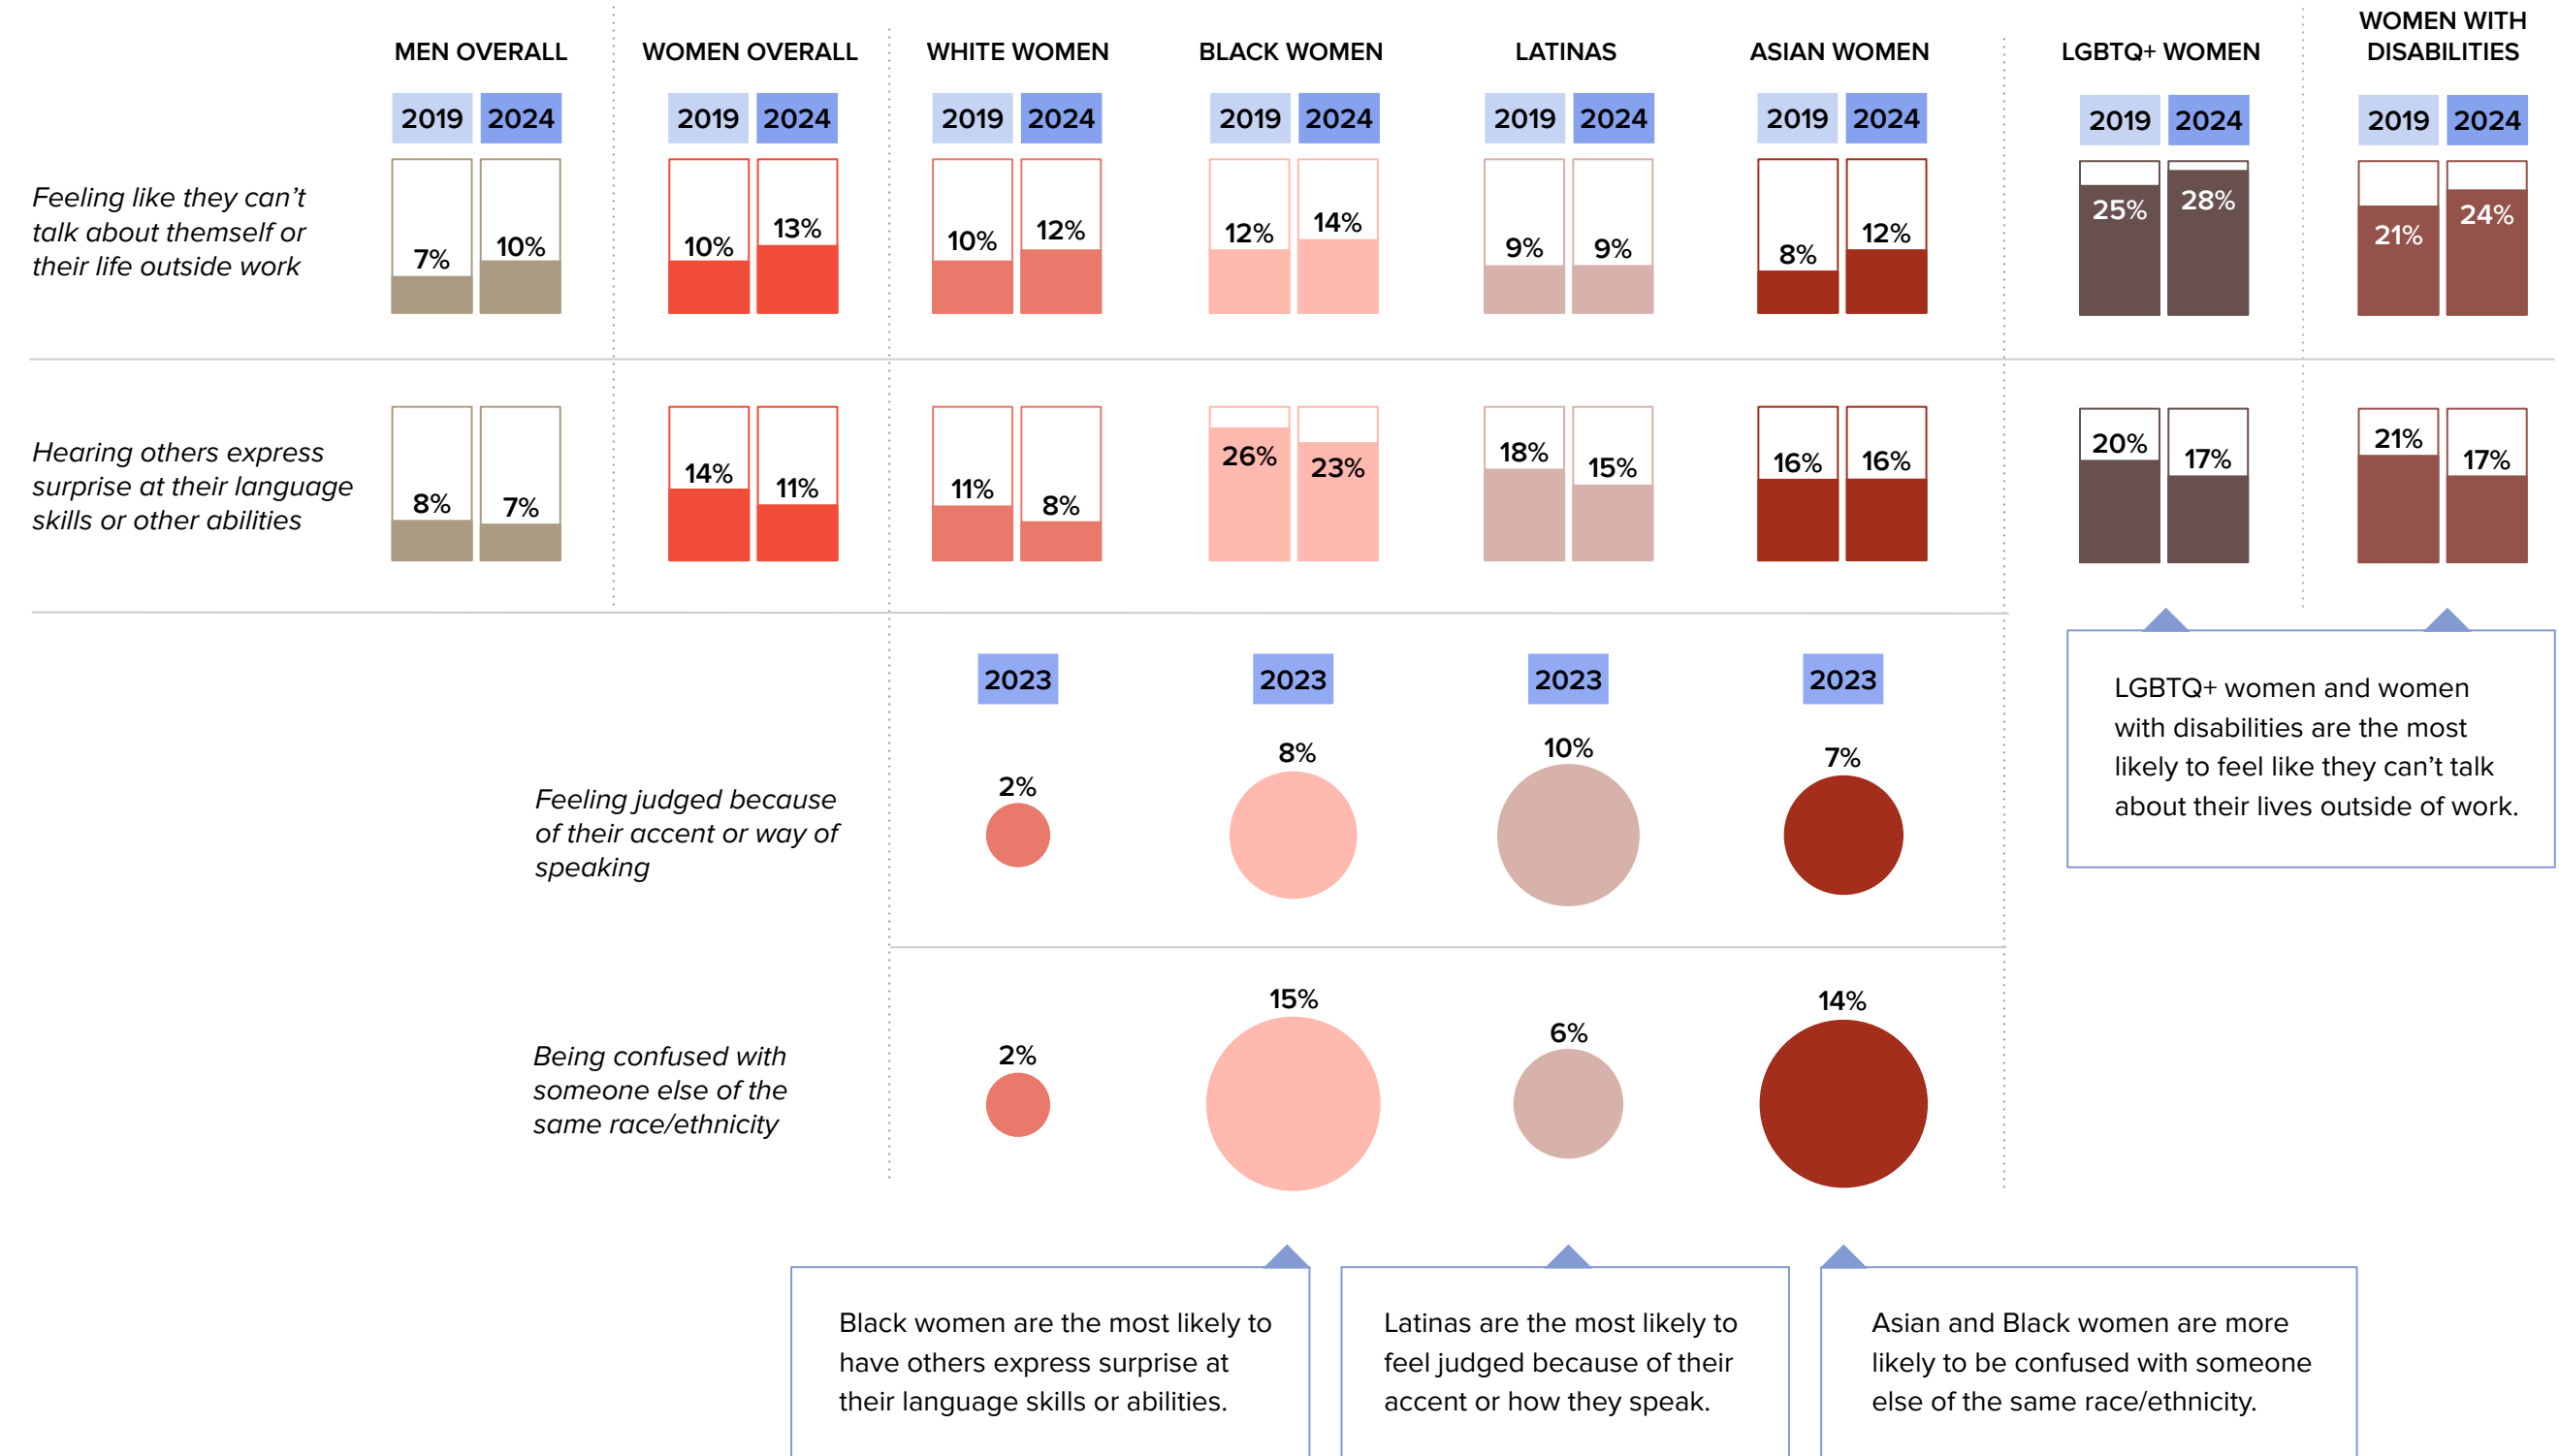 MEN OVERALL
WOMEN OVERALL
WHITE WOMEN
BLACK WOMEN
LATINAS
ASIAN WOMEN
LGBTQ+ WOMEN
WOMEN WITH
DISABILITIES
2019 2024
2019 2024
2019 2024
2019 2024
2019 2024
2019 2024
2019 2024
2019 2024
Feeling like they can’t
talk about themself or
their life outside work
7% 10%
10% 13%
10% 12%
12% 14%
9% 9%
8% 12%
25% 28%
21% 24%
Hearing others express
surprise at their language
skills or other abilities
8% 7%
14% 11%
11% 8%
26% 23%
18% 15%
16% 16%
20% 17%
21% 17%
2023
2023
2023
2023
Feeling judged because
of their accent or way of
speaking
2%
8%
10%
7%
LGBTQ+ women and women
with disabilities are the most
likely to feel like they can’t talk
about their lives outside of work.
Being confused with
someone else of the
same race/ethnicity
2%
15%
6%
14%
Black women are the most likely to
have others express surprise at
their language skills or abilities.
Latinas are the most likely to
feel judged because of their
accent or how they speak.
Asian and Black women are more
likely to be confused with someone
else of the same race/ethnicity.